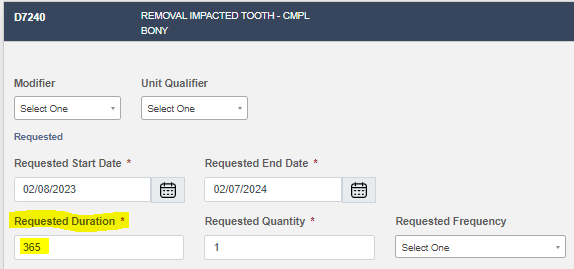 D7240 REMOVAL IMPACTED TOOTH - CMPL
BONY
Modifier Unit Qualifier
Select One Select One
Requested
Requested Start Date * Requested End Date *
02/08/2023 02/07/2024
Requested Duration * Requested Quantity * Requested Frequency
365 1 Select One